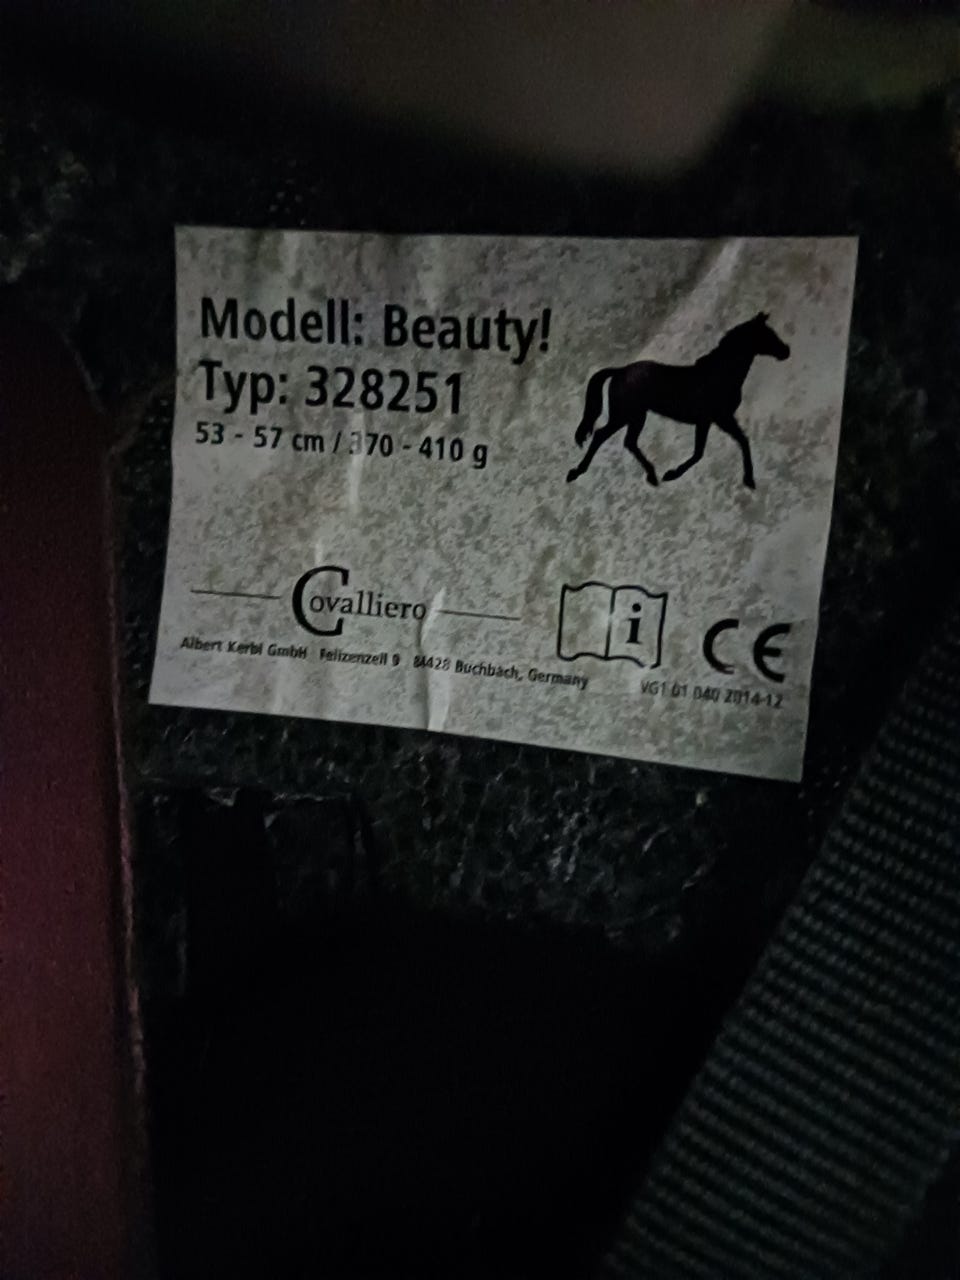 Modell: Beauty!
Typ: 328251
53 - 57 cm / 370 - 410 g
Covalliero
i
CE
Albert Kerbl GmbH Felizenzell 9 84428 Buchbach, Germany
VG1 01 040 2014-12